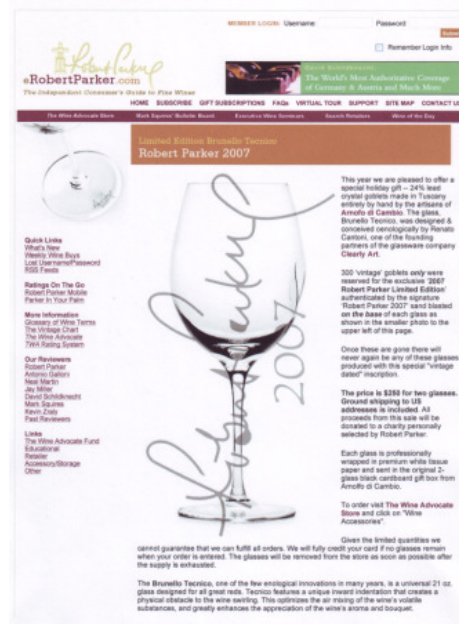 MEMBER LOGIN: Username: Password
Remember Login Info
Robert Parker
eRobertParker.com
The Independent Consumer's Guide to Fine Wines
David Schildknecht
The World's Most Authoritative Coverage
of Germany & Austria and Much More
HOME SUBSCRIBE GIFT SUBSCRIPTIONS FAQs VIRTUAL TOUR SUPPORT SITE MAP CONTACT US
The Wine Advocate Store Mark Squires' Bulletin Board Executive Wine Seminars Search Retailers Wine of the Day
Limited Edition Brunello Tecnico
Robert Parker 2007
Quick Links
What's New
Weekly Wine Buys
Lost Username/Password
RSS Feeds
Ratings On The Go
Robert Parker Mobile
Parker In Your Palm
More Information
Glossary of Wine Terms
The Vintage Chart
The Wine Advocate
TWA Rating System
Our Reviewers
Robert Parker
Antonio Galloni
Neal Martin
Jay Miller
David Schildknecht
Mark Squires
Kevin Zraly
Past Reviewers
Links
The Wine Advocate Fund
Educational
Retailer
Accessory/Storage
Other
Robert Parker
2007
This year we are pleased to offer a
special holiday gift -- 24% lead
crystal goblets made in Tuscany
entirely by hand by the artisans of
Arnolfo di Cambio. The glass,
Brunello Tecnico, was designed &
conceived oenologically by Renato
Cantoni, one of the founding
partners of the glassware company
Clearly Art.
300 'vintage' goblets only were
reserved for the exclusive '2007
Robert Parker Limited Edition'
authenticated by the signature
'Robert Parker 2007' sand blasted
on the base of each glass as
shown in the smaller photo to the
upper left of this page.
Once these are gone there will
never again be any of these glasses
produced with this special "vintage
dated" inscription.
The price is $250 for two glasses.
Ground shipping to US
addresses is included. All
proceeds from this sale will be
donated to a charity personally
selected by Robert Parker.
Each glass is professionally
wrapped in premium white tissue
paper and sent in the original 2-
glass black cardboard gift box from
Arnolfo di Cambio.
To order visit The Wine Advocate
Store and click on "Wine
Accessories".
Given the limited quantities we
cannot guarantee that we can fulfill all orders. We will fully credit your card if no glasses remain
when your order is entered. The glasses will be removed from the store as soon as possible after
the supply is exhausted.
The Brunello Tecnico, one of the few enological innovations in many years, is a universal 21 oz.
glass designed for all great reds. Tecnico features a unique inward indentation that creates a
physical obstacle to the wine swirling. This optimizes the air mixing of the wine's volatile
substances, and greatly enhances the appreciation of the wine's aroma and bouquet.